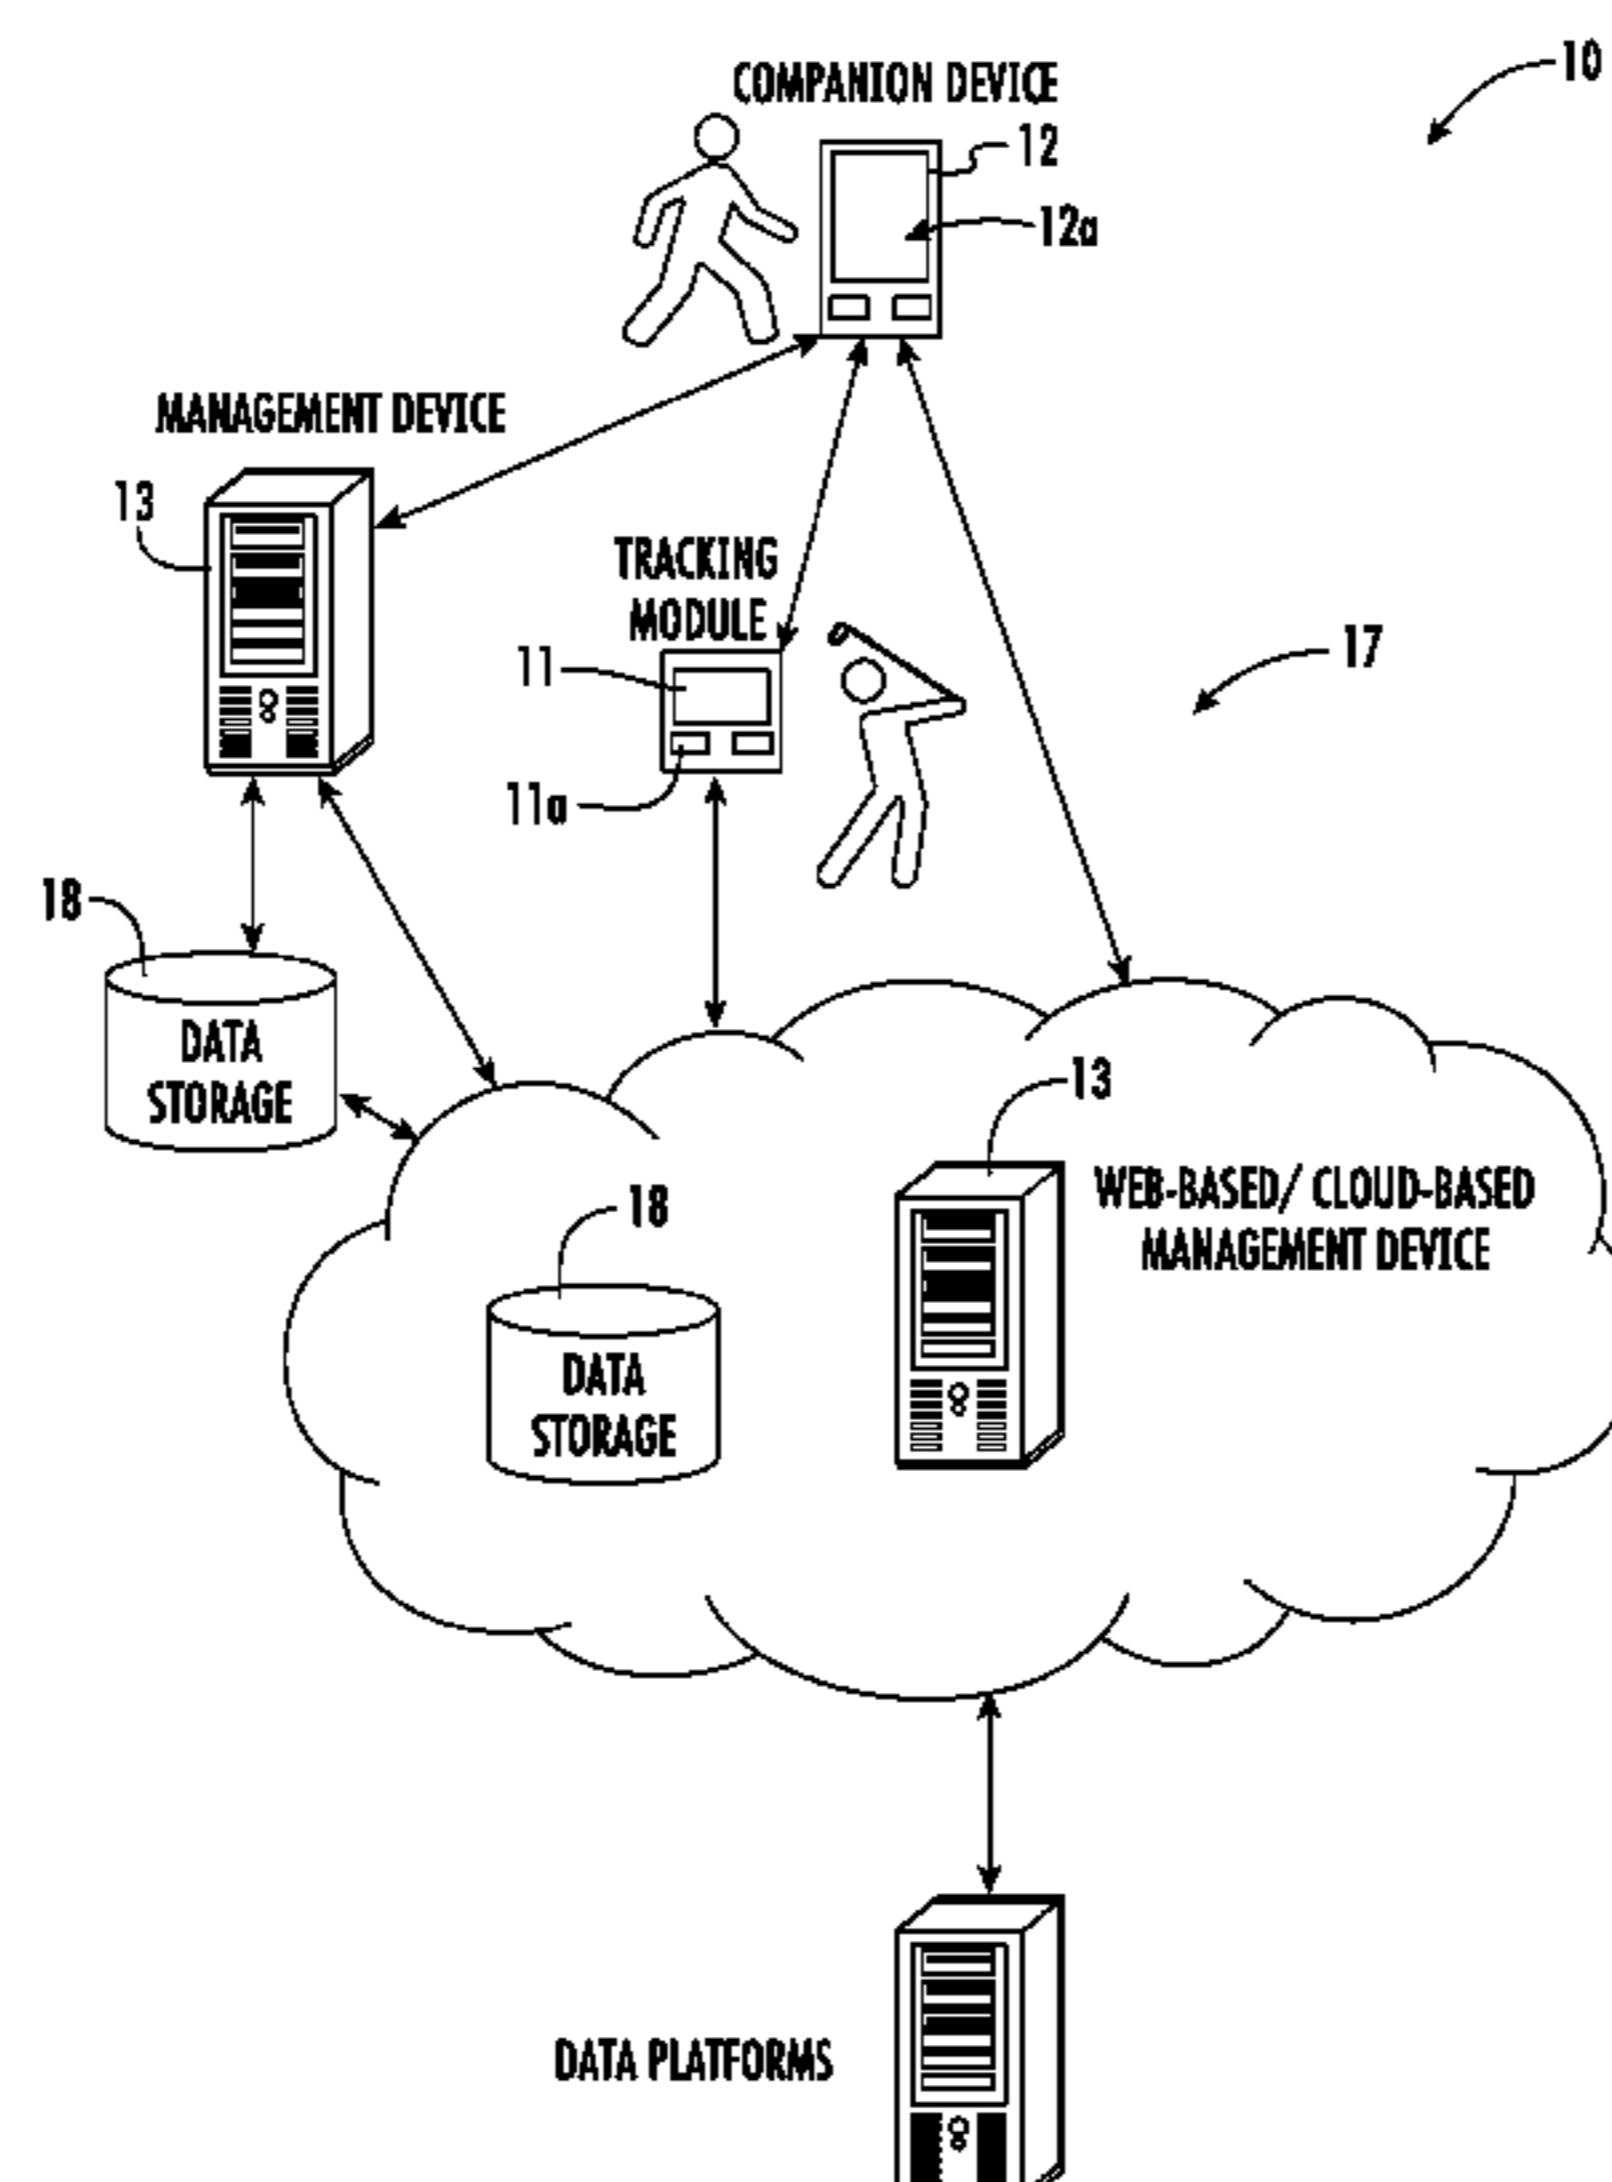 10
COMPANION DEVICE
12
12a
MANAGEMENT DEVICE
13
TRACKING
MODULE
11
17
11a
18
DATA
STORAGE
13
WEB-BASED/ CLOUD-BASED
MANAGEMENT DEVICE
18
DATA
STORAGE
DATA PLATFORMS